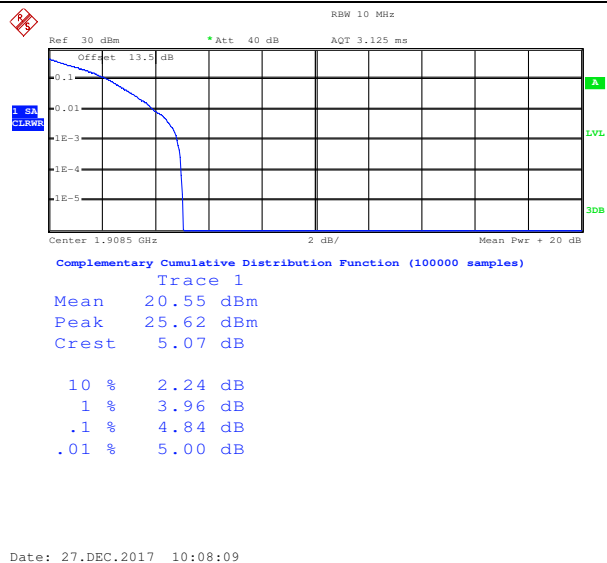 R S
RBW 10 MHz
Ref 30 dBm *Att 40 dB AQT 3.125 ms
Offset 13.5 dB
0.1
A
1 SA
CLRWR
0.01
1E-3
LVL
1E-4
1E-5
3DB
Center 1.9085 GHz 2 dB/ Mean Pwr + 20 dB
Complementary Cumulative Distribution Function (100000 samples)
Trace 1
Mean 20.55 dBm
Peak 25.62 dBm
Crest 5.07 dB
10 % 2.24 dB
1 % 3.96 dB
.1 % 4.84 dB
.01 % 5.00 dB
Date: 27.DEC.2017 10:08:09